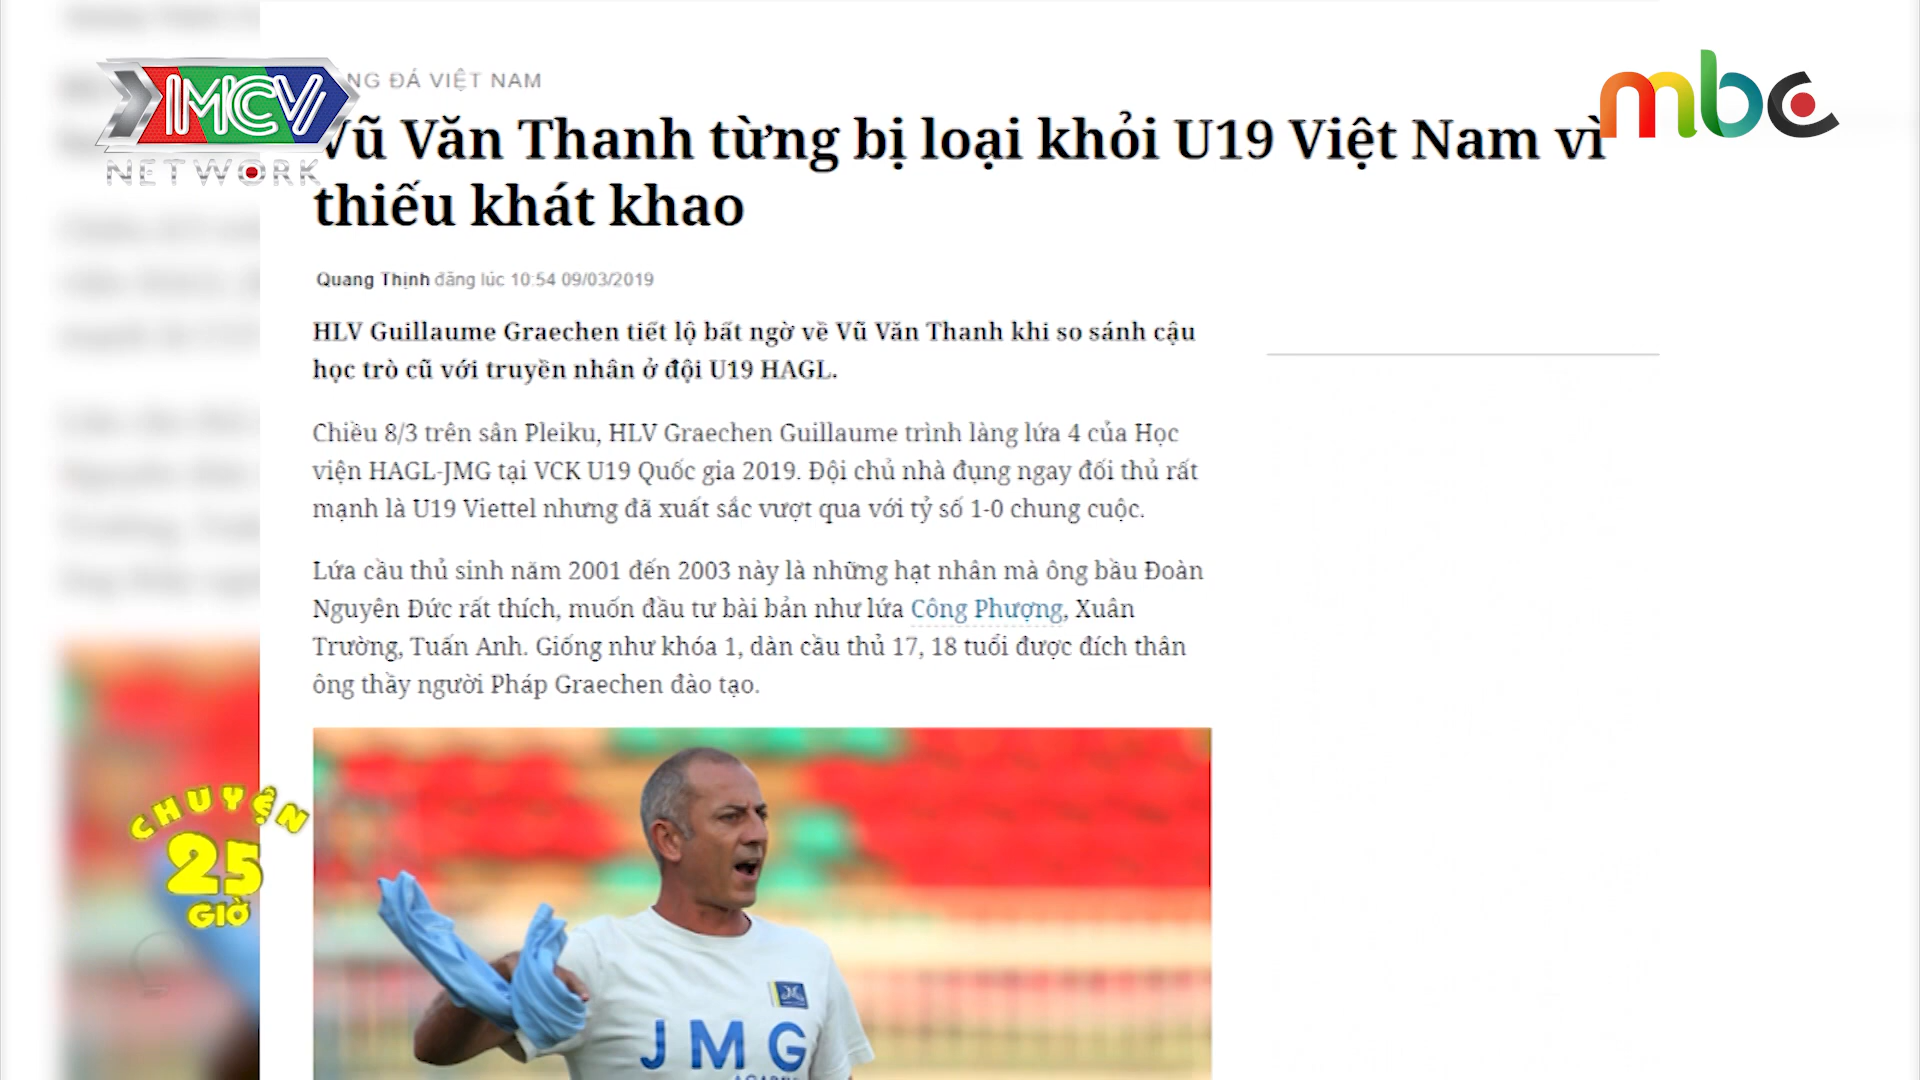 MCV
NETWORK
mbc
NG ĐÁ VIỆT NAM
Vũ Văn Thanh từng bị loại khỏi U19 Việt Nam vì
thiếu khát khao
Quang Thịnh đăng lúc 10:54 09/03/2019
HLV Guillaume Graechen tiết lộ bất ngờ về Vũ Văn Thanh khi so sánh cậu
học trò cũ với truyền nhân ở đội U19 HAGL.
Chiều 8/3 trên sân Pleiku, HLV Graechen Guillaume trình làng lứa 4 của Học
viện HAGL-JMG tại VCK U19 Quốc gia 2019. Đội chủ nhà đụng ngay đối thủ rất
mạnh là U19 Viettel nhưng đã xuất sắc vượt qua với tỷ số 1-0 chung cuộc.
Lứa cầu thủ sinh năm 2001 đến 2003 này là những hạt nhân mà ông bầu Đoàn
Nguyên Đức rất thích, muốn đầu tư bài bản như lứa Công Phượng, Xuân
Trường, Tuấn Anh. Giống như khóa 1, dàn cầu thủ 17, 18 tuổi được đích thân
ông thầy người Pháp Graechen đào tạo.
CHUYỆN
25
GIỜ
JMG